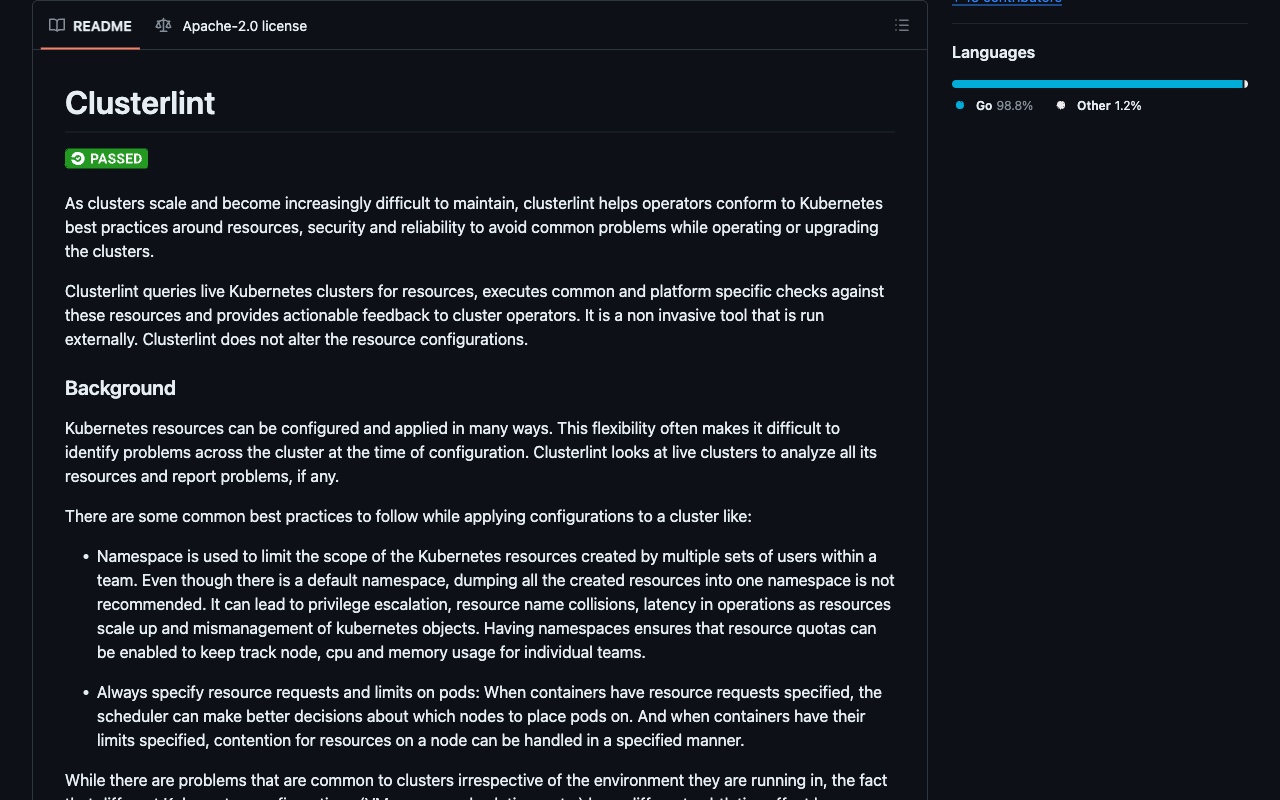 README
Apache-2.0 license
Clusterlint
PASSED
As clusters scale and become increasingly difficult to maintain, clusterlint helps operators conform to Kubernetes
best practices around resources, security and reliability to avoid common problems while operating or upgrading
the clusters.
Clusterlint queries live Kubernetes clusters for resources, executes common and platform specific checks against
these resources and provides actionable feedback to cluster operators. It is a non invasive tool that is run
externally. Clusterlint does not alter the resource configurations.
Background
Kubernetes resources can be configured and applied in many ways. This flexibility often makes it difficult to
identify problems across the cluster at the time of configuration. Clusterlint looks at live clusters to analyze all its
resources and report problems, if any.
There are some common best practices to follow while applying configurations to a cluster like:
• Namespace is used to limit the scope of the Kubernetes resources created by multiple sets of users within a
team. Even though there is a default namespace, dumping all the created resources into one namespace is not
recommended. It can lead to privilege escalation, resource name collisions, latency in operations as resources
scale up and mismanagement of kubernetes objects. Having namespaces ensures that resource quotas can
be enabled to keep track node, cpu and memory usage for individual teams.
• Always specify resource requests and limits on pods: When containers have resource requests specified, the
scheduler can make better decisions about which nodes to place pods on. And when containers have their
limits specified, contention for resources on a node can be handled in a specified manner.
While there are problems that are common to clusters irrespective of the environment they are running in, the fact
contributors
Languages
Go 98.8%
Other 1.2%